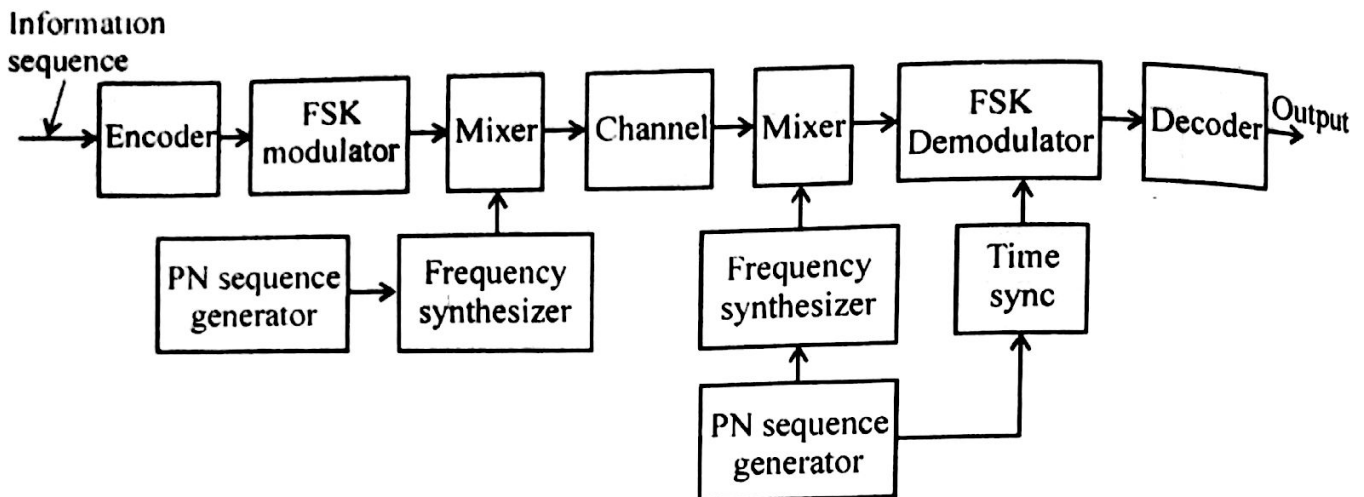 Information
sequence
Encoder
FSK
modulator
Mixer
Channel
Mixer
FSK
Demodulator
Decoder
Output
PN sequence
generator
Frequency
synthesizer
Frequency
synthesizer
Time
sync
PN sequence
generator